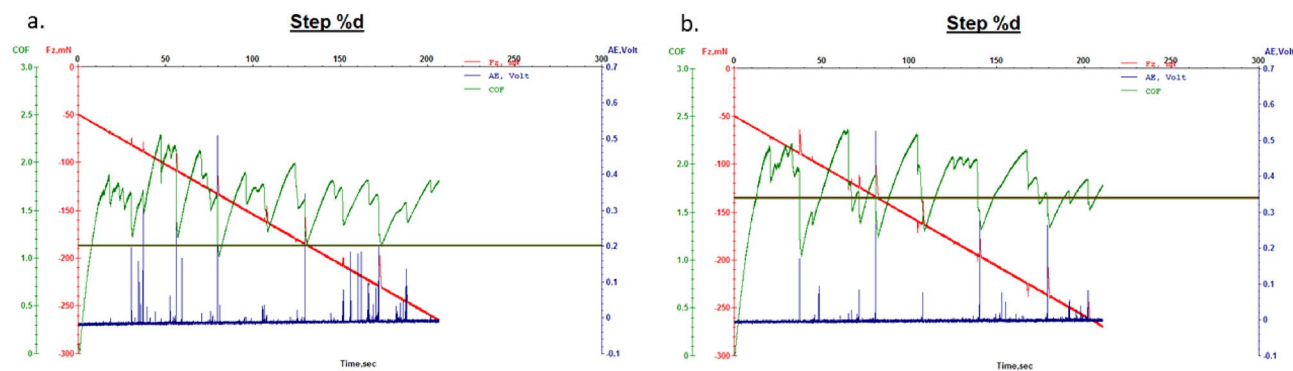 a.
Step %d
COF Fz,mN AE,Volt
0 50 100 150 200 250 300
3.0 0 0.7
Fz, mN
AE, Volt
COF
2.5 -50 0.6
-100 0.5
2.0 0.4
1.5 -150 0.3
1.0 -200 0.2
0.5 -250 0.1
0
0.0 -300 -0.1
Time,sec
b.
Step %d
COF Fz,mN AE,Volt
0 50 100 150 200 250 300
3.0 0 0.7
Fz, mN
AE, Volt
COF
2.5 -50 0.6
-100 0.5
2.0 0.4
1.5 -150 0.3
1.0 -200 0.2
0.5 -250 0.1
0
0.0 -300 -0.1
Time,sec